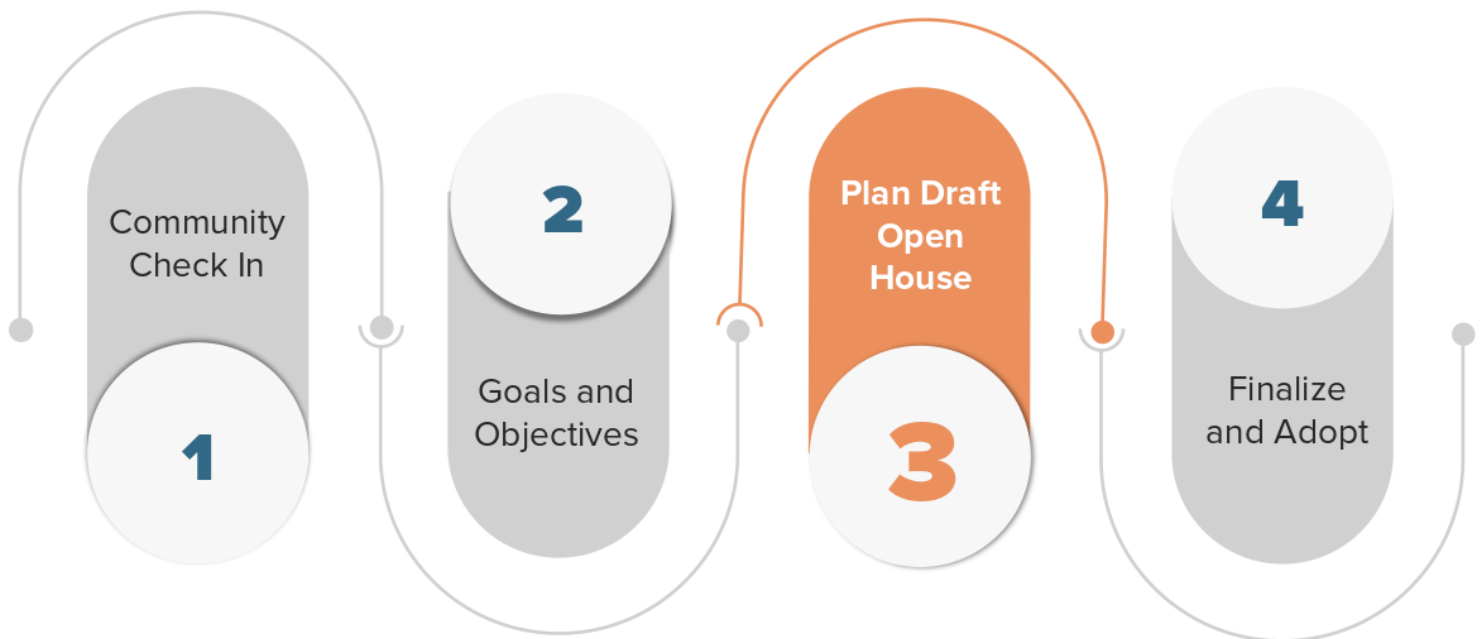 Community
Check In
1
2
Goals and
Objectives
Plan Draft
Open
House
3
4
Finalize
and Adopt